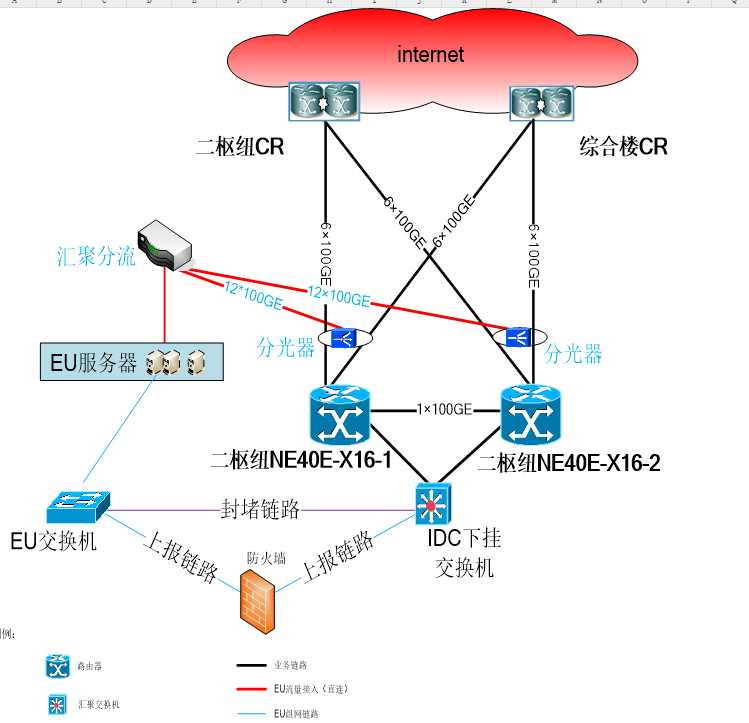 internet
二枢纽CR
综合楼CR
6×100GE
6×100GE
6×100GE
6×100GE
汇聚分流
12*100GE
12×100GE
分光器
分光器
EU服务器
1×100GE
二枢纽NE40E-X16-1
二枢纽NE40E-X16-2
封堵链路
EU交换机
IDC下挂
交换机
上报链路
上报链路
防火墙
例:
路由器
业务链路
EU流量接入（直连）
汇聚交换机
EU组网链路